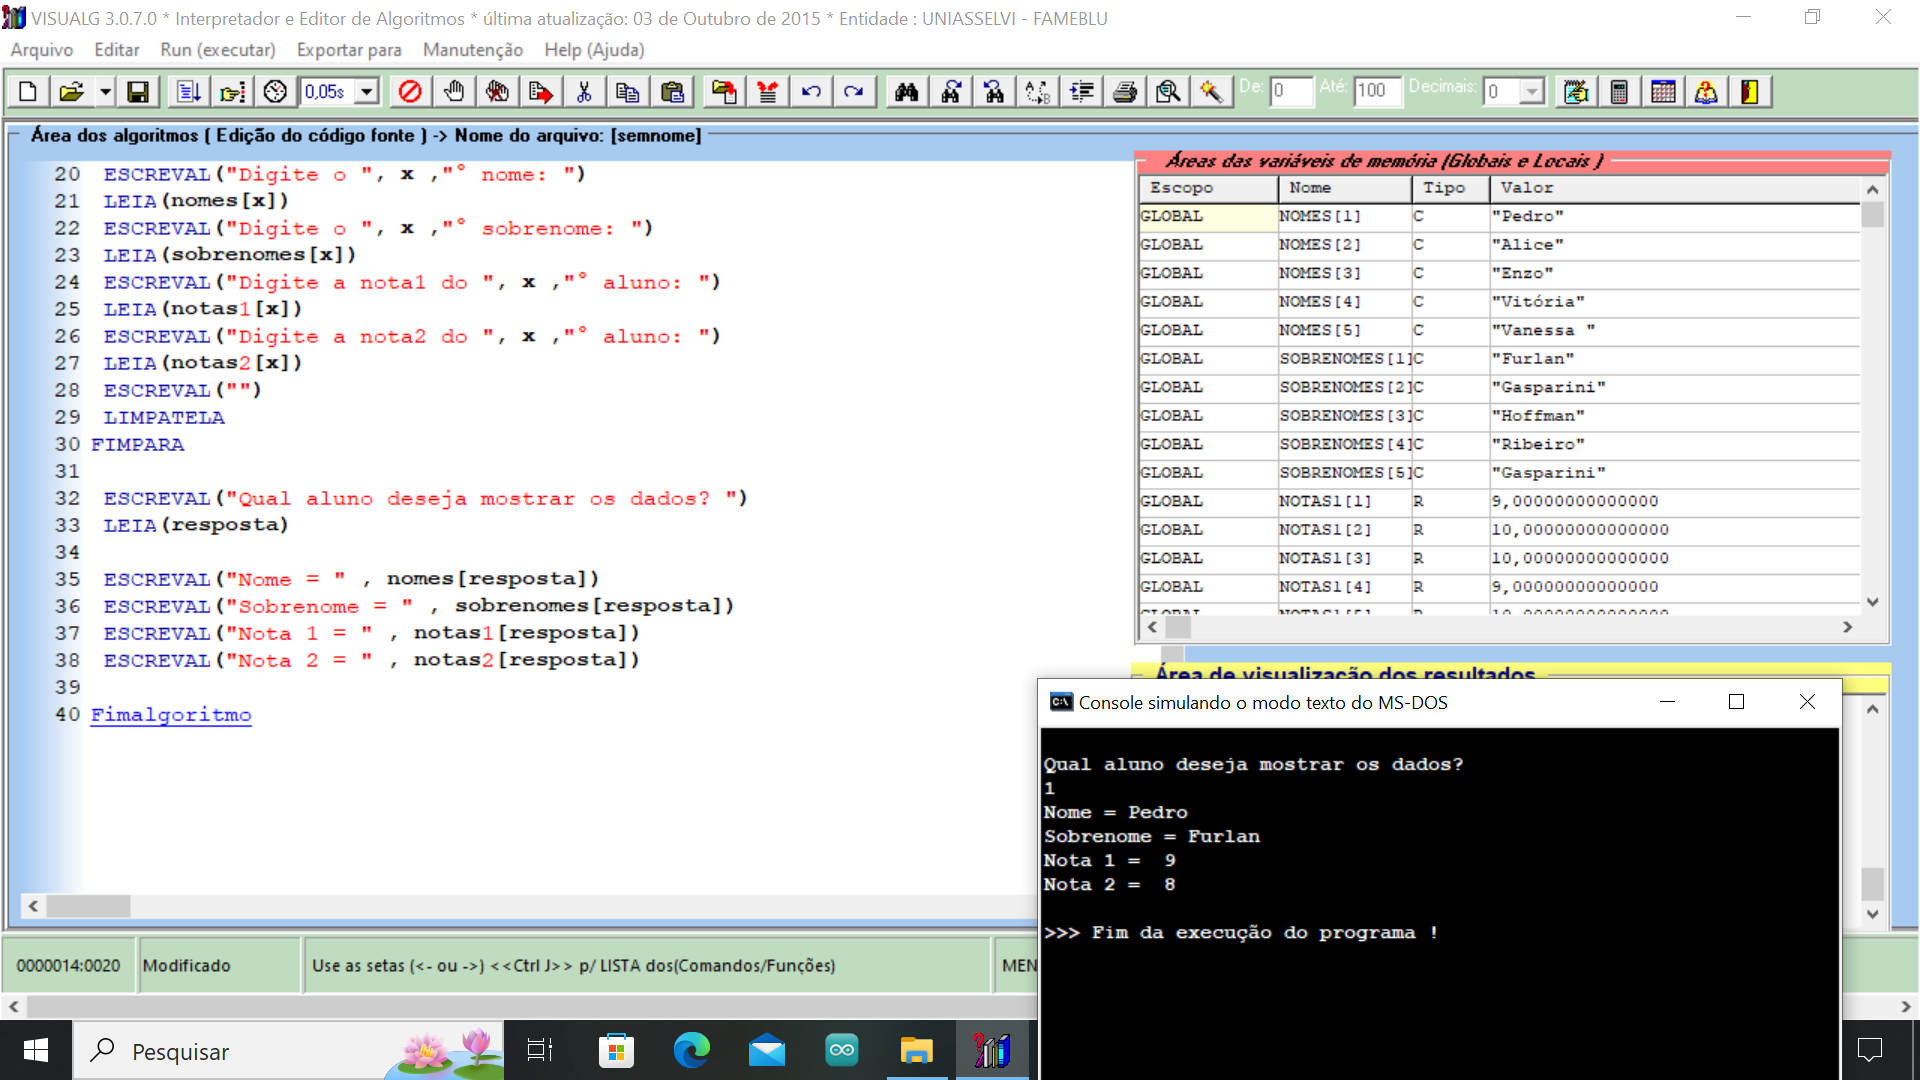 VISUALG 3.0.7.0 * Interpretador e Editor de Algoritmos * última atualização: 03 de Outubro de 2015 * Entidade : UNIASSELVI - FAMEBLU
Arquivo Editar Run (executar) Exportar para Manutenção Help (Ajuda)
0,05s De: 0 Até: 100 Decimais: 0
Área dos algoritmos ( Edição do código fonte ) -> Nome do arquivo: [semnome]
20 ESCREVAL("Digite o ", x ,"° nome: ")
21 LEIA(nomes[x])
22 ESCREVAL("Digite o ", x ,"° sobrenome: ")
23 LEIA(sobrenomes[x])
24 ESCREVAL("Digite a nota1 do ", x ,"° aluno: ")
25 LEIA(notas1[x])
26 ESCREVAL("Digite a nota2 do ", x ,"° aluno: ")
27 LEIA(notas2[x])
28 ESCREVAL("")
29 LIMPATELA
30 FIMPARA
31
32 ESCREVAL("Qual aluno deseja mostrar os dados? ")
33 LEIA(resposta)
34
35 ESCREVAL("Nome = " , nomes[resposta])
36 ESCREVAL("Sobrenome = " , sobrenomes[resposta])
37 ESCREVAL("Nota 1 = " , notas1[resposta])
38 ESCREVAL("Nota 2 = " , notas2[resposta])
39
40 Fimalgoritmo
Áreas das variáveis de memória (Globais e Locais )
Escopo Nome Tipo Valor
GLOBAL NOMES[1] C "Pedro"
GLOBAL NOMES[2] C "Alice"
GLOBAL NOMES[3] C "Enzo"
GLOBAL NOMES[4] C "Vitória"
GLOBAL NOMES[5] C "Vanessa "
GLOBAL SOBRENOMES[1] C "Furlan"
GLOBAL SOBRENOMES[2] C "Gasparini"
GLOBAL SOBRENOMES[3] C "Hoffman"
GLOBAL SOBRENOMES[4] C "Ribeiro"
GLOBAL SOBRENOMES[5] C "Gasparini"
GLOBAL NOTAS1[1] R 9,00000000000000
GLOBAL NOTAS1[2] R 10,00000000000000
GLOBAL NOTAS1[3] R 10,00000000000000
GLOBAL NOTAS1[4] R 9,00000000000000
GLOBAL NOTAS1[5] R 10,00000000000000
Área de visualização dos resultados
Console simulando o modo texto do MS-DOS
Qual aluno deseja mostrar os dados?
1
Nome = Pedro
Sobrenome = Furlan
Nota 1 =  9
Nota 2 =  8
>>> Fim da execução do programa !
0000014:0020 Modificado Use as setas (<- ou ->) <<Ctrl J>> p/ LISTA dos(Comandos/Funções) MEN
Pesquisar